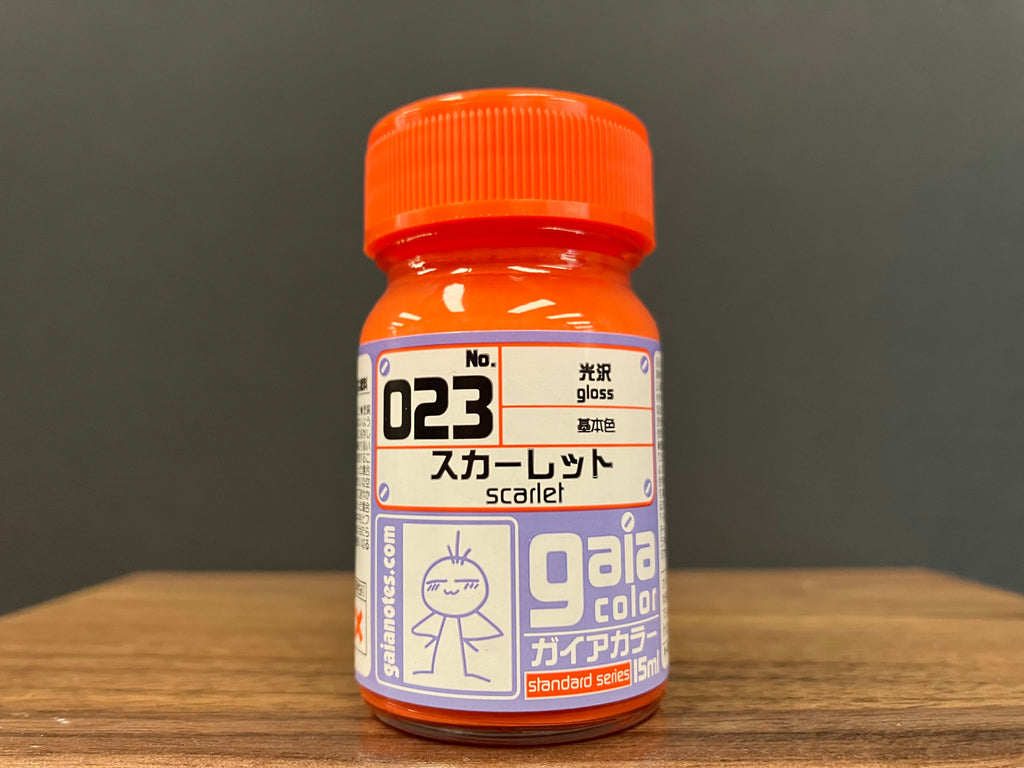 No.
023
光沢
gloss
基本色
スカーレット
scarlet
gaianotes.com
gaia
color
ガイアカラー
standard series
15ml